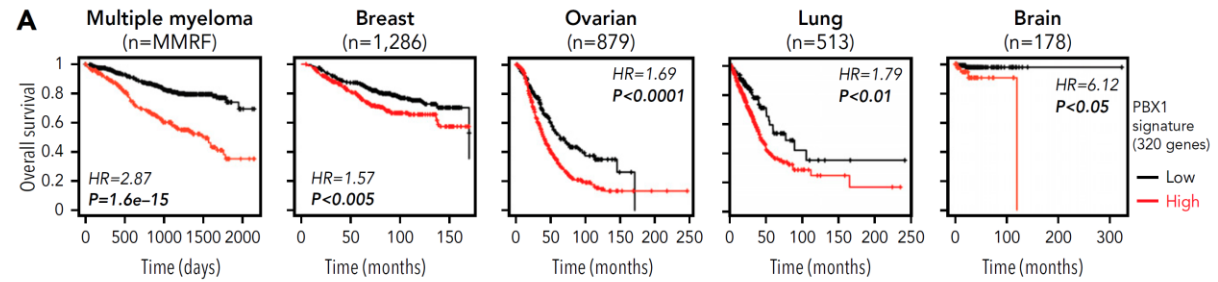 A
Multiple myeloma
(n=MMRF)
Breast
(n=1,286)
Ovarian
(n=879)
Lung
(n=513)
Brain
(n=178)
Overall survival
1
0.8
0.6
0.4
0.2
0
HR=2.87
P=1.6e–15
0 500 1000 1500 2000
Time (days)
HR=1.57
P<0.005
0 50 100 150
Time (months)
HR=1.69
P<0.0001
0 50 100 150 200 250
Time (months)
HR=1.79
P<0.01
0 50 100 150 200 250
Time (months)
HR=6.12
P<0.05
0 100 200 300
Time (months)
PBX1
signature
(320 genes)
Low
High